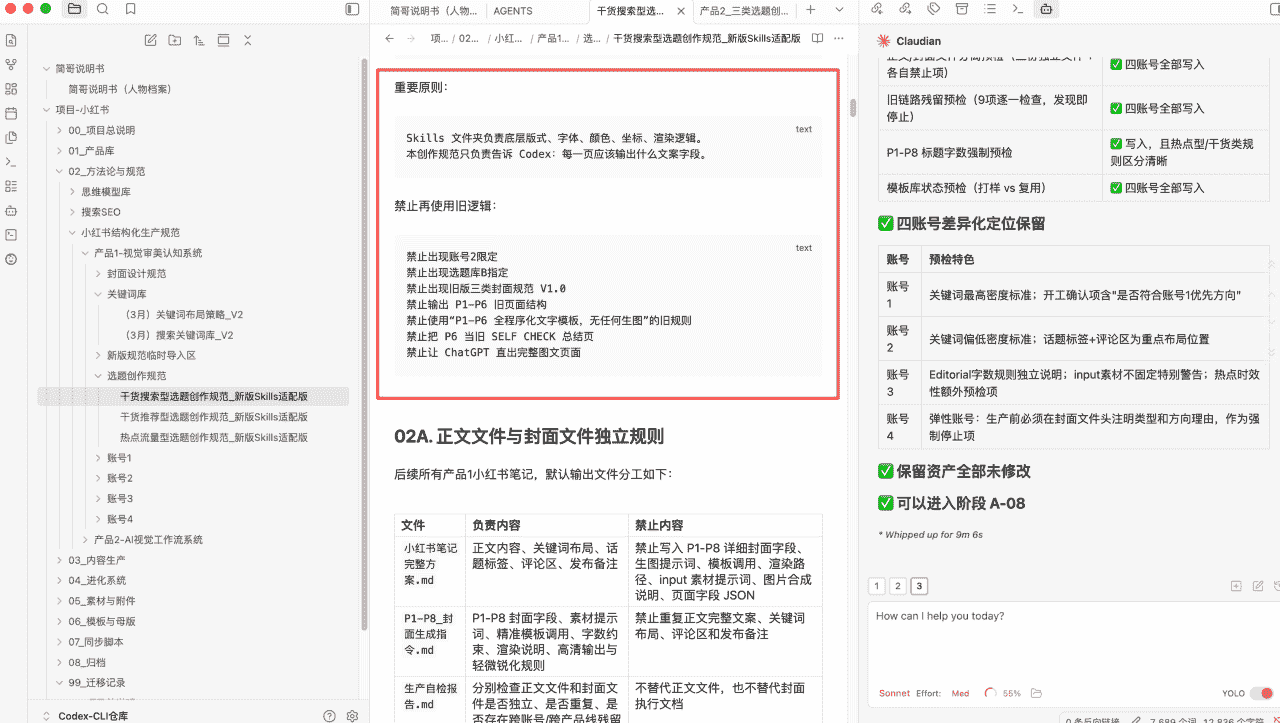 简哥说明书（人物...
AGENTS
干货搜索型选...
产品2_三类选题创...
项...
/ 02...
/ 小红...
/ 产品1...
/ 选...
/ 干货搜索型选题创作规范_新版Skills适配版
Claudian
简哥说明书
简哥说明书（人物档案）
项目-小红书
00_项目总说明
01_产品库
02_方法论与规范
思维模型库
搜索SEO
小红书结构化生产规范
产品1-视觉审美认知系统
封面设计规范
关键词库
（3月）关键词布局策略_V2
（3月）搜索关键词库_V2
新版规范临时导入区
选题创作规范
干货搜索型选题创作规范_新版Skills适配版
干货推荐型选题创作规范_新版Skills适配版
热点流量型选题创作规范_新版Skills适配版
账号1
账号2
账号3
账号4
产品2-AI视觉工作流系统
03_内容生产
04_进化系统
05_素材与附件
06_模板与母版
07_同步脚本
08_归档
99_迁移记录
Codex-CLI仓库
重要原则：
text
Skills 文件夹负责底层版式、字体、颜色、坐标、渲染逻辑。
本创作规范只负责告诉 Codex：每一页应该输出什么文案字段。
禁止再使用旧逻辑：
text
禁止出现账号2限定
禁止出现选题库B指定
禁止出现旧版三类封面规范 V1.0
禁止输出 P1-P6 旧页面结构
禁止使用“P1-P6 全程序化文字模板，无任何生图”的旧规则
禁止把 P6 当旧 SELF CHECK 总结页
禁止让 ChatGPT 直出完整图文页面
02A. 正文文件与封面文件独立规则
后续所有产品1小红书笔记，默认输出文件分工如下：
文件
负责内容
禁止内容
小红书笔记
完整方
案.md
正文内容、关键词布局、话
题标签、评论区、发布备注
禁止写入 P1-P8 详细封面字段、
生图提示词、模板调用、渲染路
径、input 素材提示词、图片合成
说明、页面字段 JSON
P1-P8_封
面生成指
令.md
P1-P8 封面字段、素材提示
词、精准模板调用、字数约
束、渲染说明、高清输出与
轻微锐化规则
禁止重复正文完整文案、关键词
布局、评论区和发布备注
生产自检报
告.md
分别检查正文文件和封面文
件是否独立、是否重复、是
否存在跨账号/跨产品线残留
不替代正文文件，也不替代封面
执行文档
各自禁止项）
四账号全部写入
旧链路残留预检（9项逐一检查，发现即
停止）
四账号全部写入
P1-P8 标题字数强制预检
写入，且热点型/干货类规
则区分清晰
模板库状态预检（打样 vs 复用）
四账号全部写入
四账号差异化定位保留
账号
预检特色
账号
1
关键词最高密度标准；开工确认项含"是否符合账号1优先方向"
账号
2
关键词偏低密度标准；话题标签+评论区为重点布局位置
账号
3
Editorial字数规则独立说明；input素材不固定特别警告；热点时效
性额外预检项
账号
4
弹性账号：生产前必须在封面文件头注明类型和方向理由，作为强
制停止项
保留资产全部未修改
可以进入阶段 A-08
* Whipped up for 9m 6s
1
2
3
How can I help you today?
Sonnet
Effort:
Med
55%
YOLO
0 条反向链接
7,689 个词
12,836 个字符